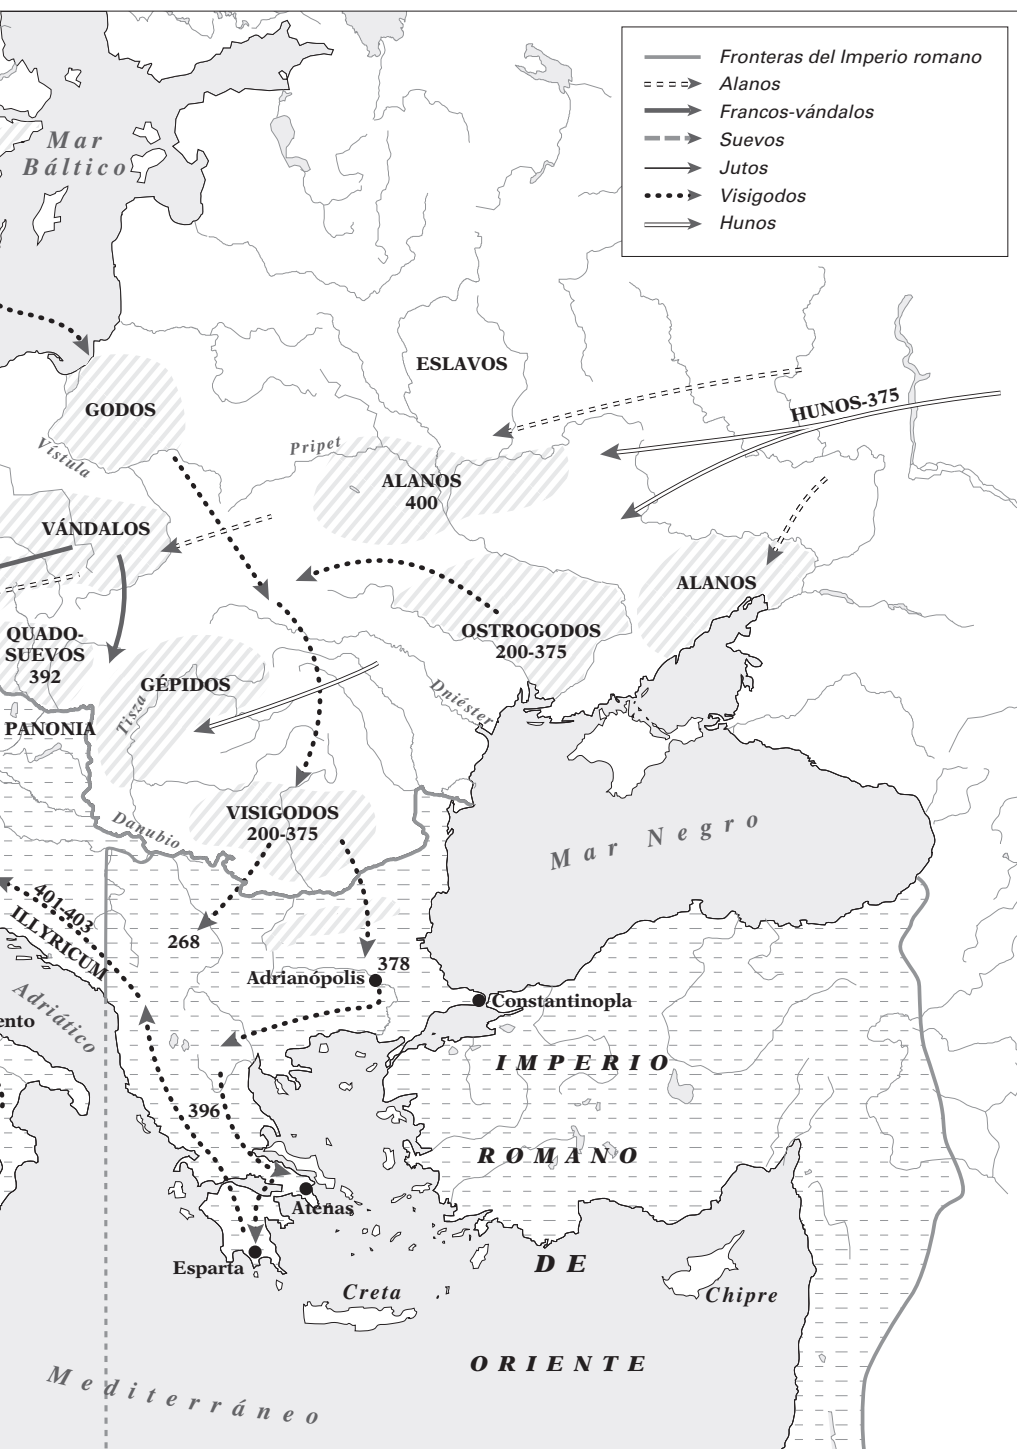 Fronteras del Imperio romano
Alanos
Francos-vándalos
Suevos
Jutos
Visigodos
Hunos
Mar
Báltico
ESLAVOS
HUNOS-375
GODOS
Vístula
Pripet
ALANOS
400
VÁNDALOS
ALANOS
QUADO-
SUEVOS
392
OSTROGODOS
200-375
GÉPIDOS
Tisza
Dniéster
PANONIA
VISIGODOS
200-375
Danubio
Mar Negro
401-403
ILLYRICUM
268
378
Adrianópolis
Constantinopla
Adriático
ento
IMPERIO
396
ROMANO
Atenas
Esparta
DE
Creta
Chipre
ORIENTE
Mediterráneo